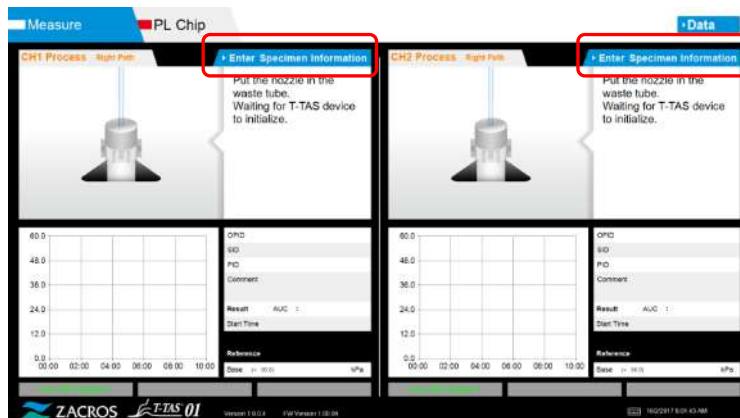 Measure
PL Chip
Data
CH1 Process Right Path
Enter Specimen Information
Put the nozzle in the
waste tube.
Waiting for T-TAS device
to initialize.
60.0
48.0
36.0
24.0
12.0
0.0
00:00 02:00 04:00 06:00 08:00 10:00
OPID
SID
PID
Comment
Result AUC :
Start Time
Reference
Base kPa
CH2 Process Right Path
Enter Specimen Information
Put the nozzle in the
waste tube.
Waiting for T-TAS device
to initialize.
60.0
48.0
36.0
24.0
12.0
0.0
00:00 02:00 04:00 06:00 08:00 10:00
OPID
SID
PID
Comment
Result AUC :
Start Time
Reference
Base kPa
ZACROS T-TAS 01